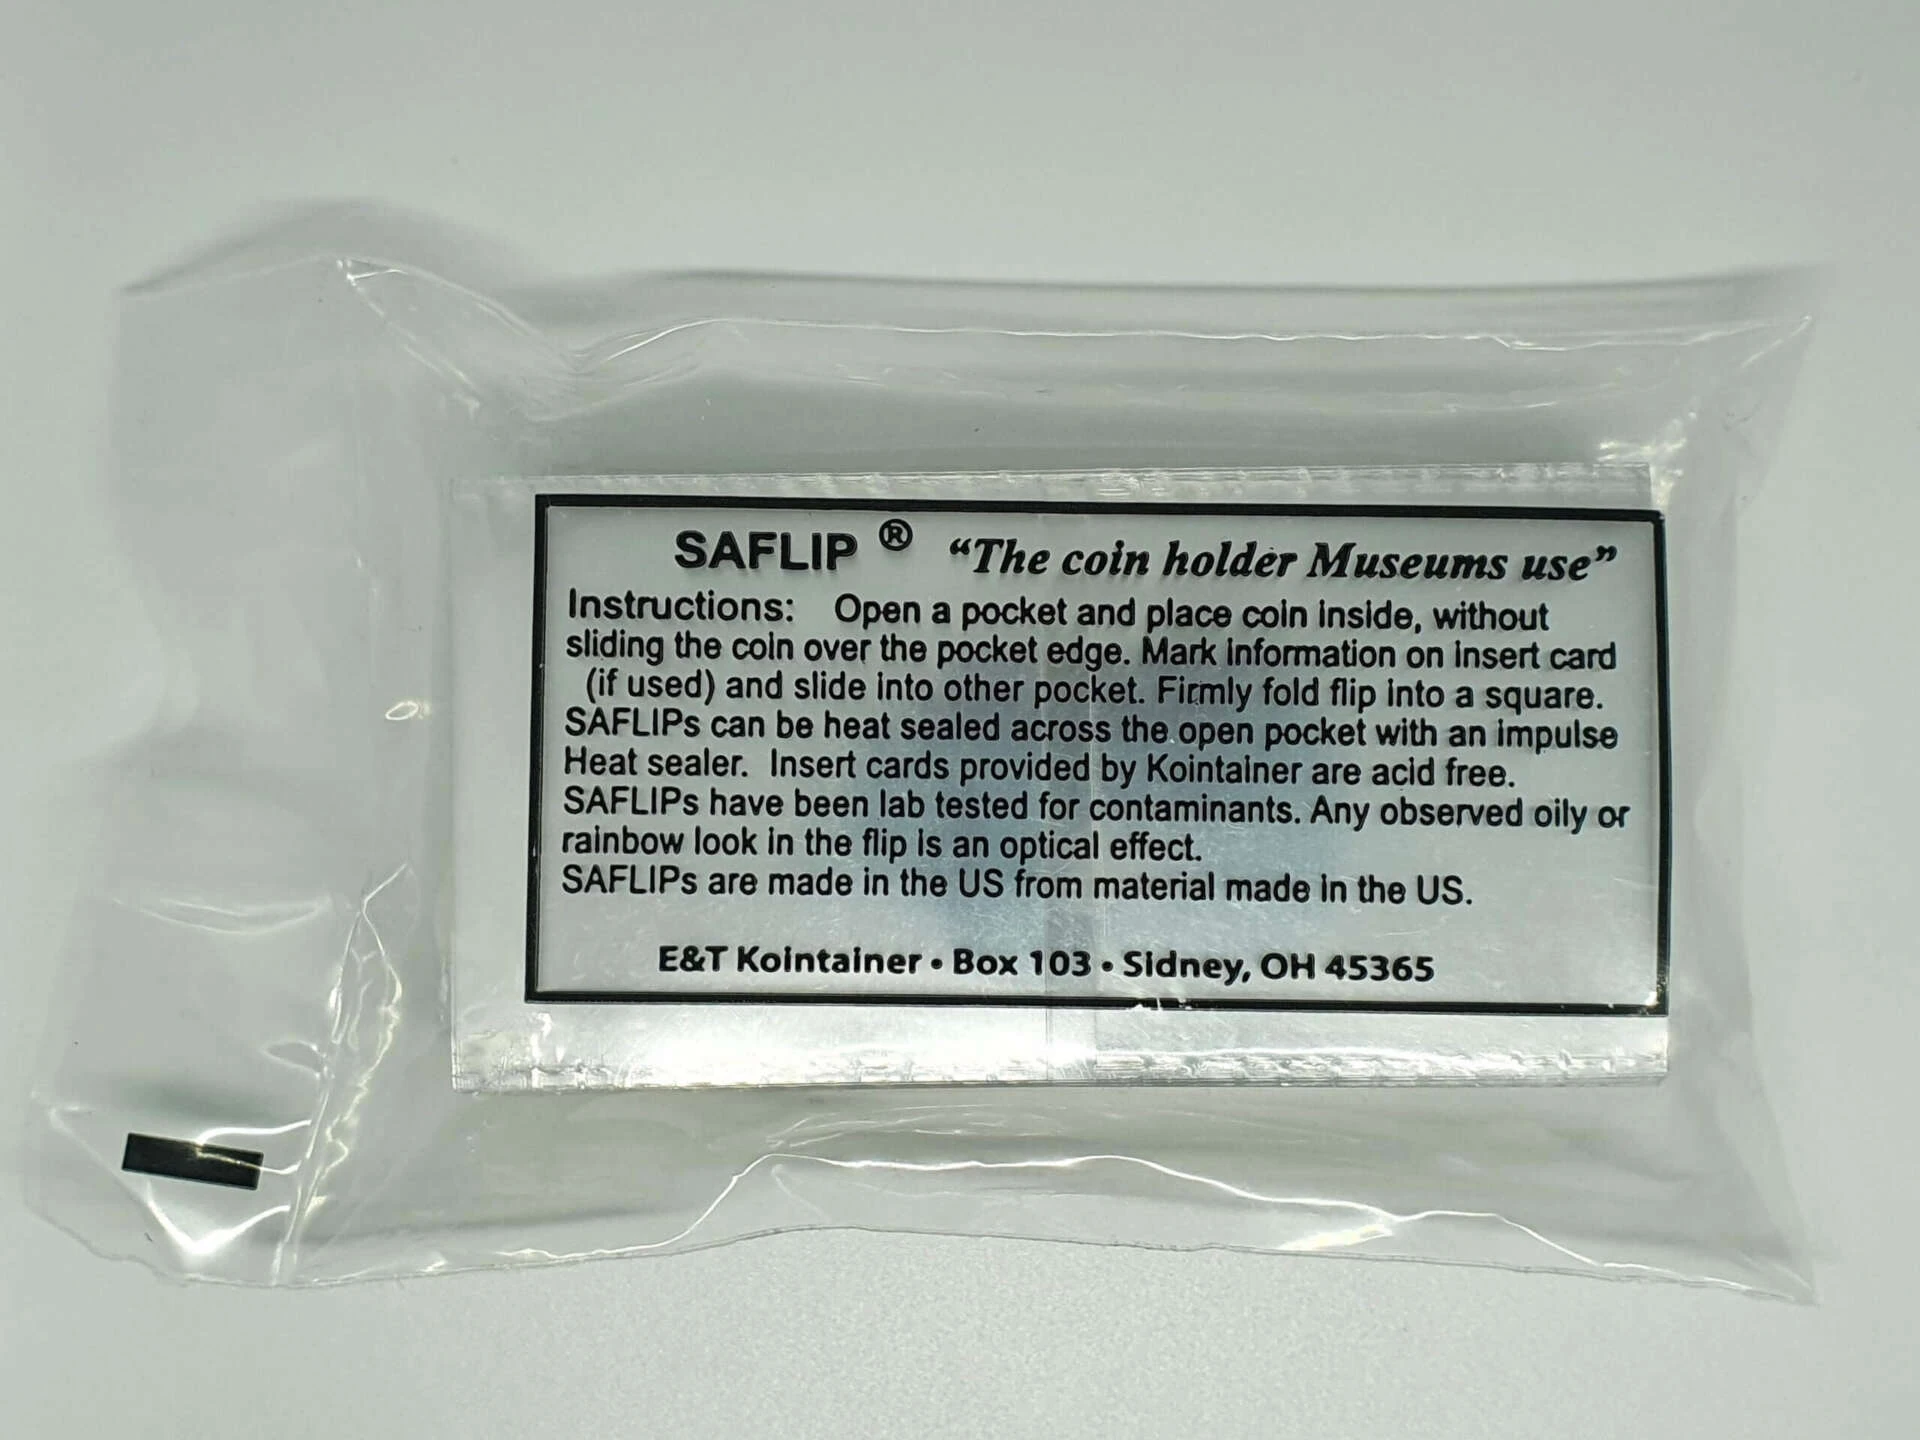 SAFLIP ® “The coin holder Museums use”
Instructions: Open a pocket and place coin inside, without
sliding the coin over the pocket edge. Mark information on insert card
(if used) and slide into other pocket. Firmly fold flip into a square.
SAFLIPs can be heat sealed across the open pocket with an impulse
Heat sealer. Insert cards provided by Kointainer are acid free.
SAFLIPs have been lab tested for contaminants. Any observed oily or
rainbow look in the flip is an optical effect.
SAFLIPs are made in the US from material made in the US.
E&T Kointainer • Box 103 • Sidney, OH 45365